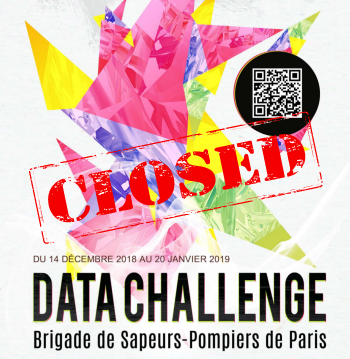 CLOSED
DU 14 DÉCEMBRE 2018 AU 20 JANVIER 2019
DATA CHALLENGE
Brigade de Sapeurs-Pompiers de Paris